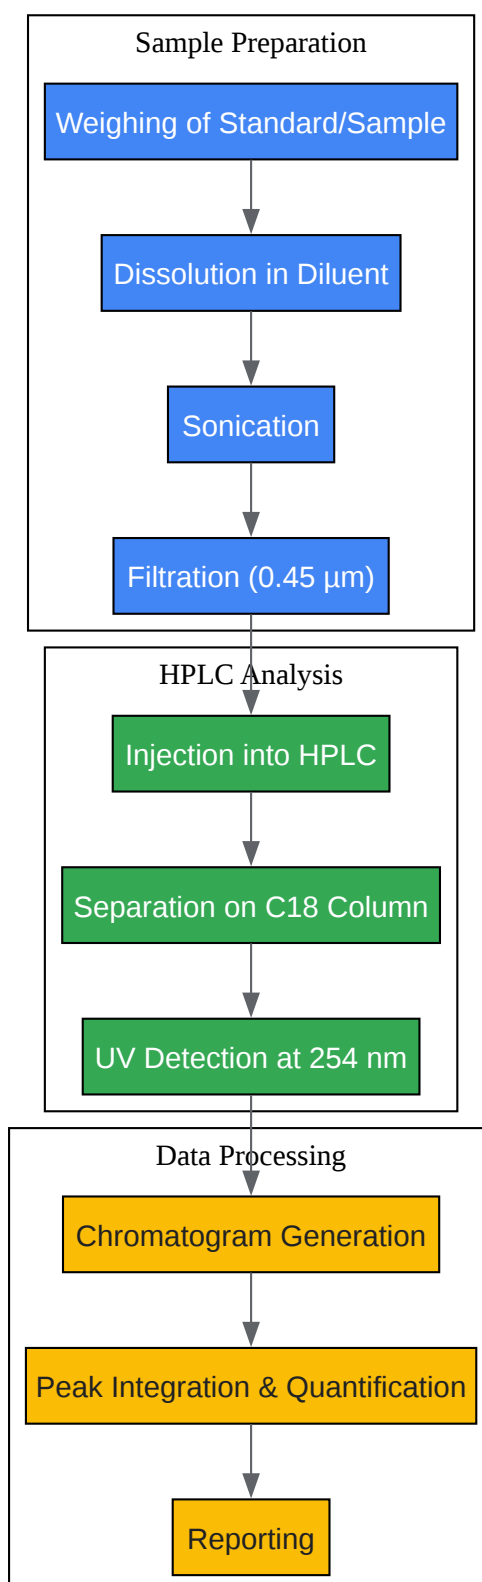 Sample Preparation
Weighing of Standard/Sample
Dissolution in Diluent
Sonication
Filtration (0.45 µm)
HPLC Analysis
Injection into HPLC
Separation on C18 Column
UV Detection at 254 nm
Data Processing
Chromatogram Generation
Peak Integration & Quantification
Reporting